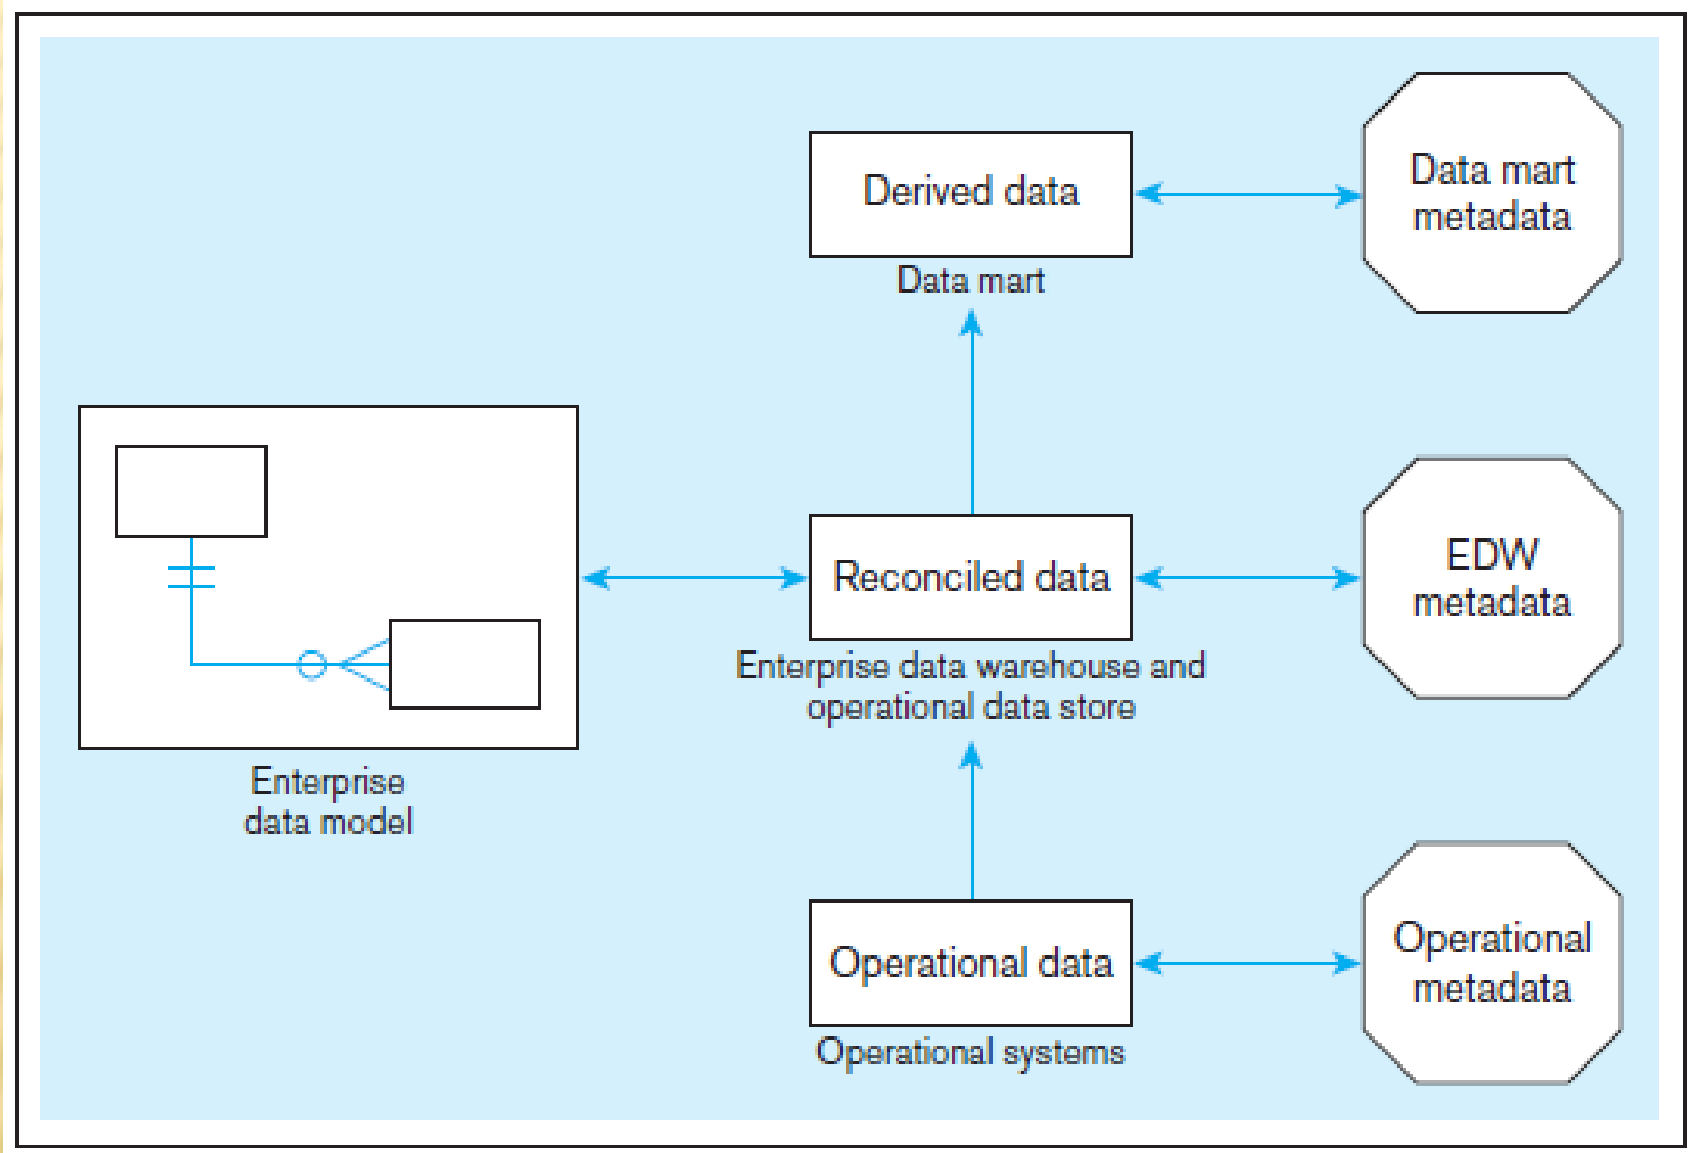 Derived data
Data mart
metadata
Data mart
Reconciled data
EDW
metadata
Enterprise data warehouse and
operational data store
Enterprise
data model
Operational data
Operational
metadata
Operational systems